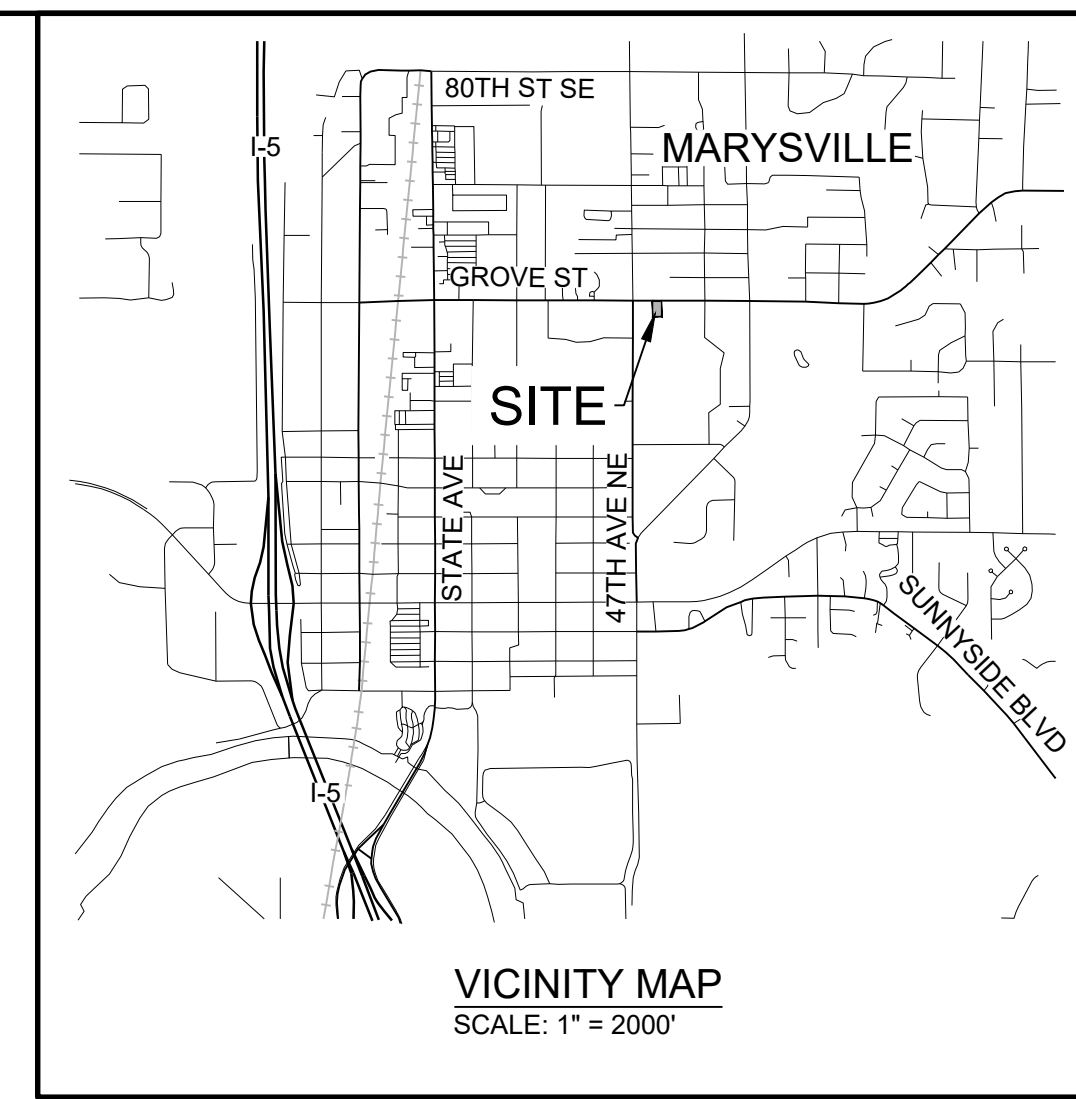 80TH ST SE
I-5
MARYSVILLE
GROVE ST
SITE
STATE AVE
47TH AVE NE
SUNNYSIDE BLVD
I-5
VICINITY MAP
SCALE: 1" = 2000'